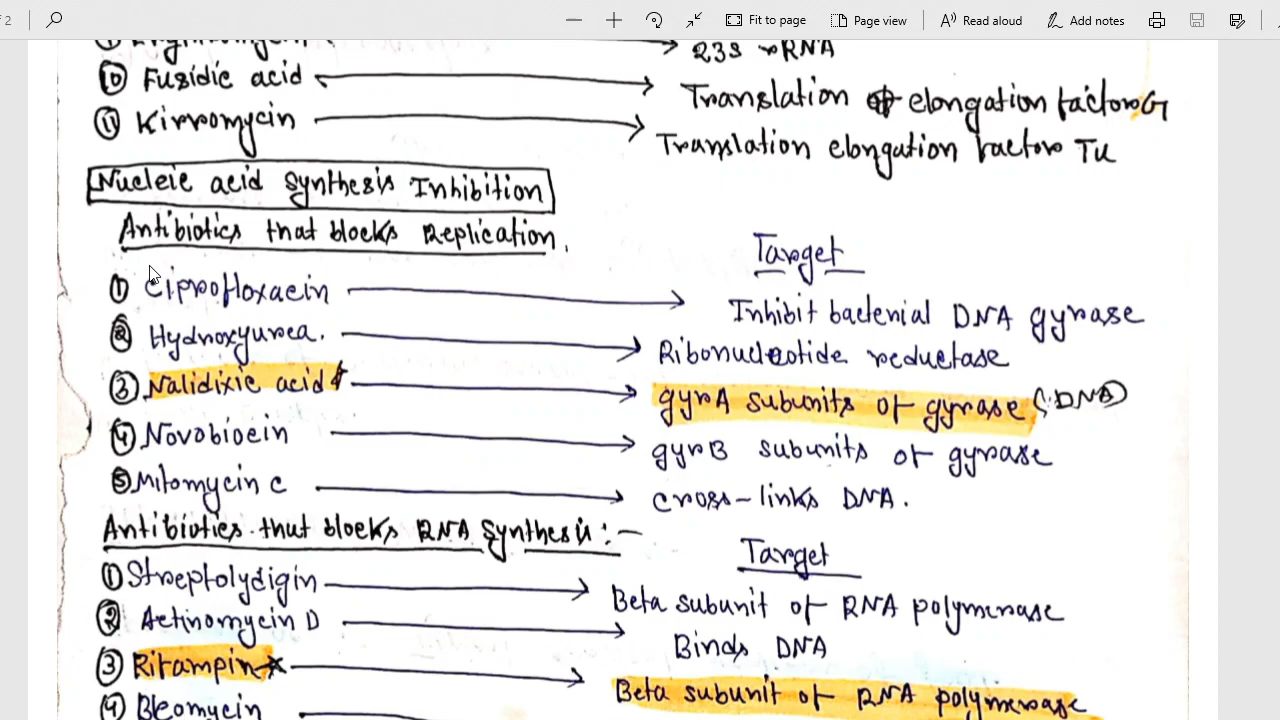 f 2
Fit to page
Page view
Read aloud
Add notes
23S rRNA
⑩ Fusidic acid → Translation elongation factor G
⑪ Kirromycin → Translation elongation factor Tu
Nucleic acid Synthesis Inhibition
Antibiotics that blocks Replication.
Target
① Ciprofloxacin → Inhibit bacterial DNA gyrase
② Hydroxyurea. → Ribonucleotide reductase
③ Nalidixic acid → gyrA subunits of gyrase (DNA)
④ Novobiocin → gyrB subunits of gyrase
⑤ Mitomycin C → cross-links DNA.
Antibiotics that blocks RNA Synthesis:-
Target
① Streptolydigin → Beta subunit of RNA polymerase
② Actinomycin D → Binds DNA
③ Rifampin → Beta subunit of RNA polymerase
④ Bleomycin